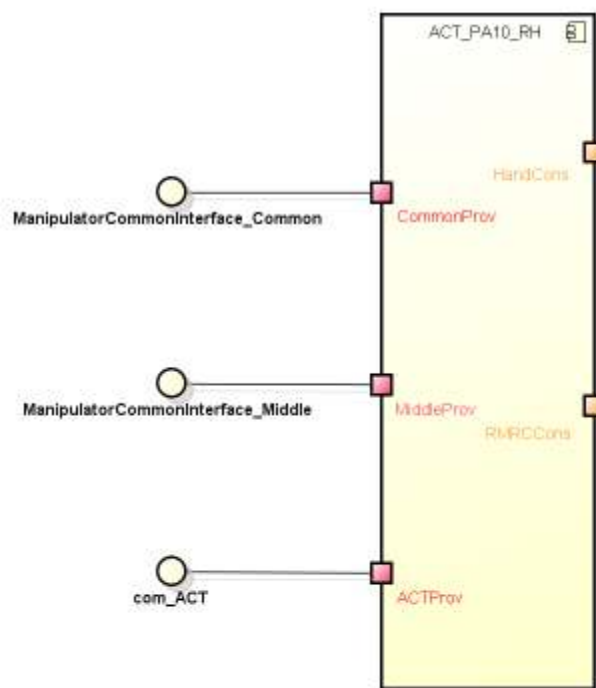 ACT_PA10_RH
HandCons
ManipulatorCommonInterface_Common
CommonProv
ManipulatorCommonInterface_Middle
MiddleProv
RMRCCons
com_ACT
ACTProv